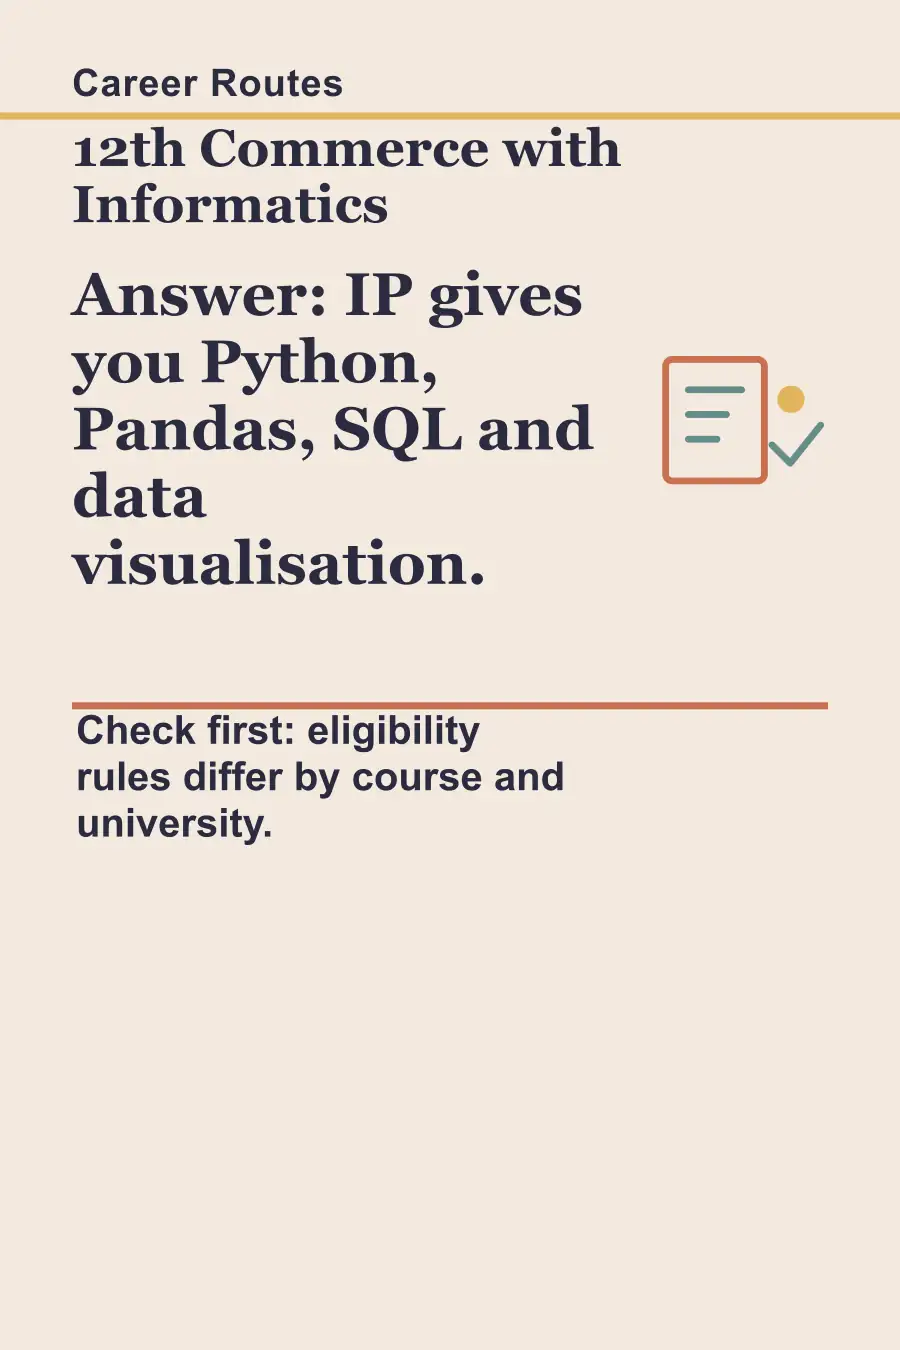 Career Routes
12th Commerce with
Informatics
Answer: IP gives
you Python,
Pandas, SQL and
data
visualisation.
Check first: eligibility
rules differ by course and
university.